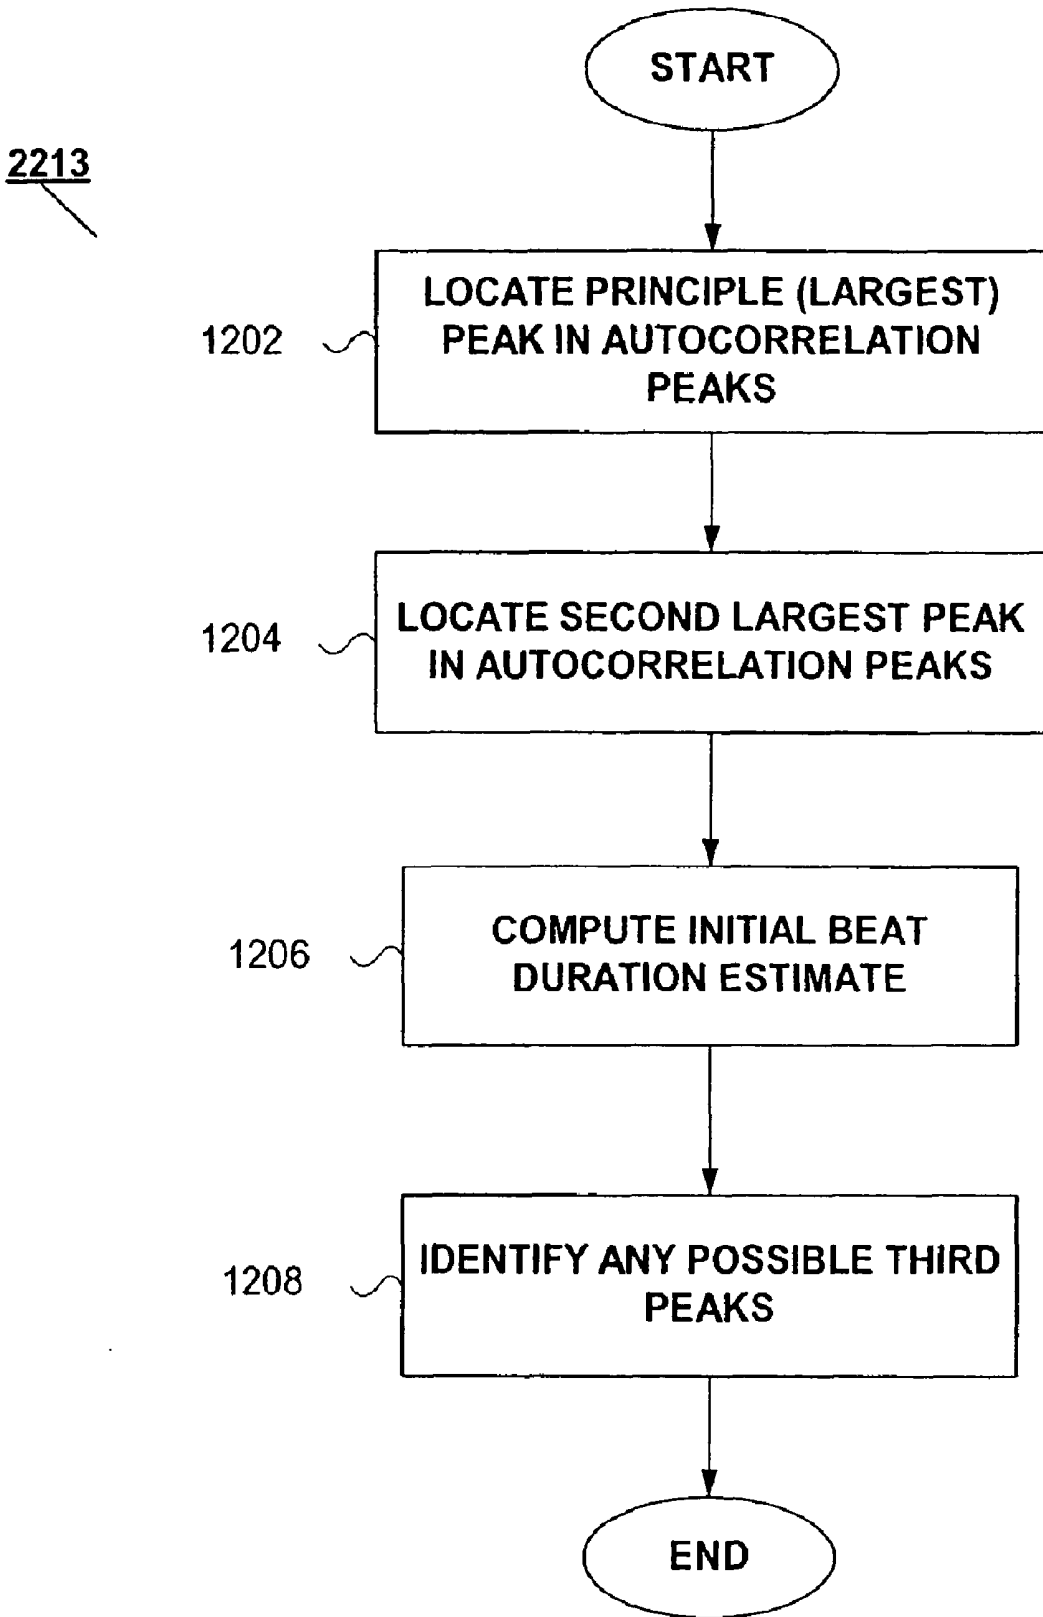 START
2213
LOCATE PRINCIPLE (LARGEST)
PEAK IN AUTOCORRELATION
PEAKS
1202
LOCATE SECOND LARGEST PEAK
IN AUTOCORRELATION PEAKS
1204
COMPUTE INITIAL BEAT
DURATION ESTIMATE
1206
IDENTIFY ANY POSSIBLE THIRD
PEAKS
1208
END